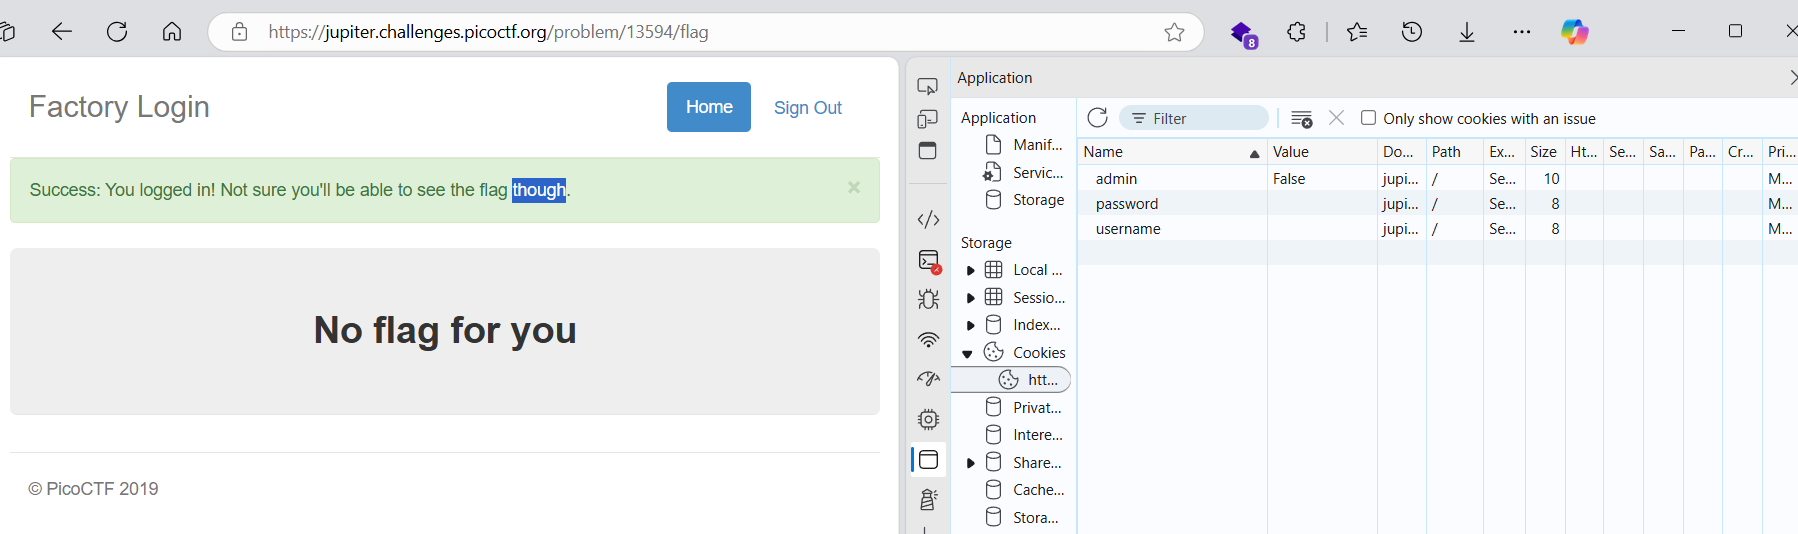 https://jupiter.challenges.picoctf.org/problem/13594/flag
8
Factory Login
Home
Sign Out
Success: You logged in! Not sure you'll be able to see the flag though.
×
No flag for you
© PicoCTF 2019
Application
Application
Manif...
Servic...
Storage
Storage
Local ...
Sessio...
Index...
Cookies
htt...
Privat...
Intere...
Share...
Cache...
Stora...
Filter
Only show cookies with an issue
Name Value Do... Path Ex... Size Ht... Se... Sa... Pa... Cr... Pri...
admin False jupi... / Se... 10 M...
password jupi... / Se... 8 M...
username jupi... / Se... 8 M...